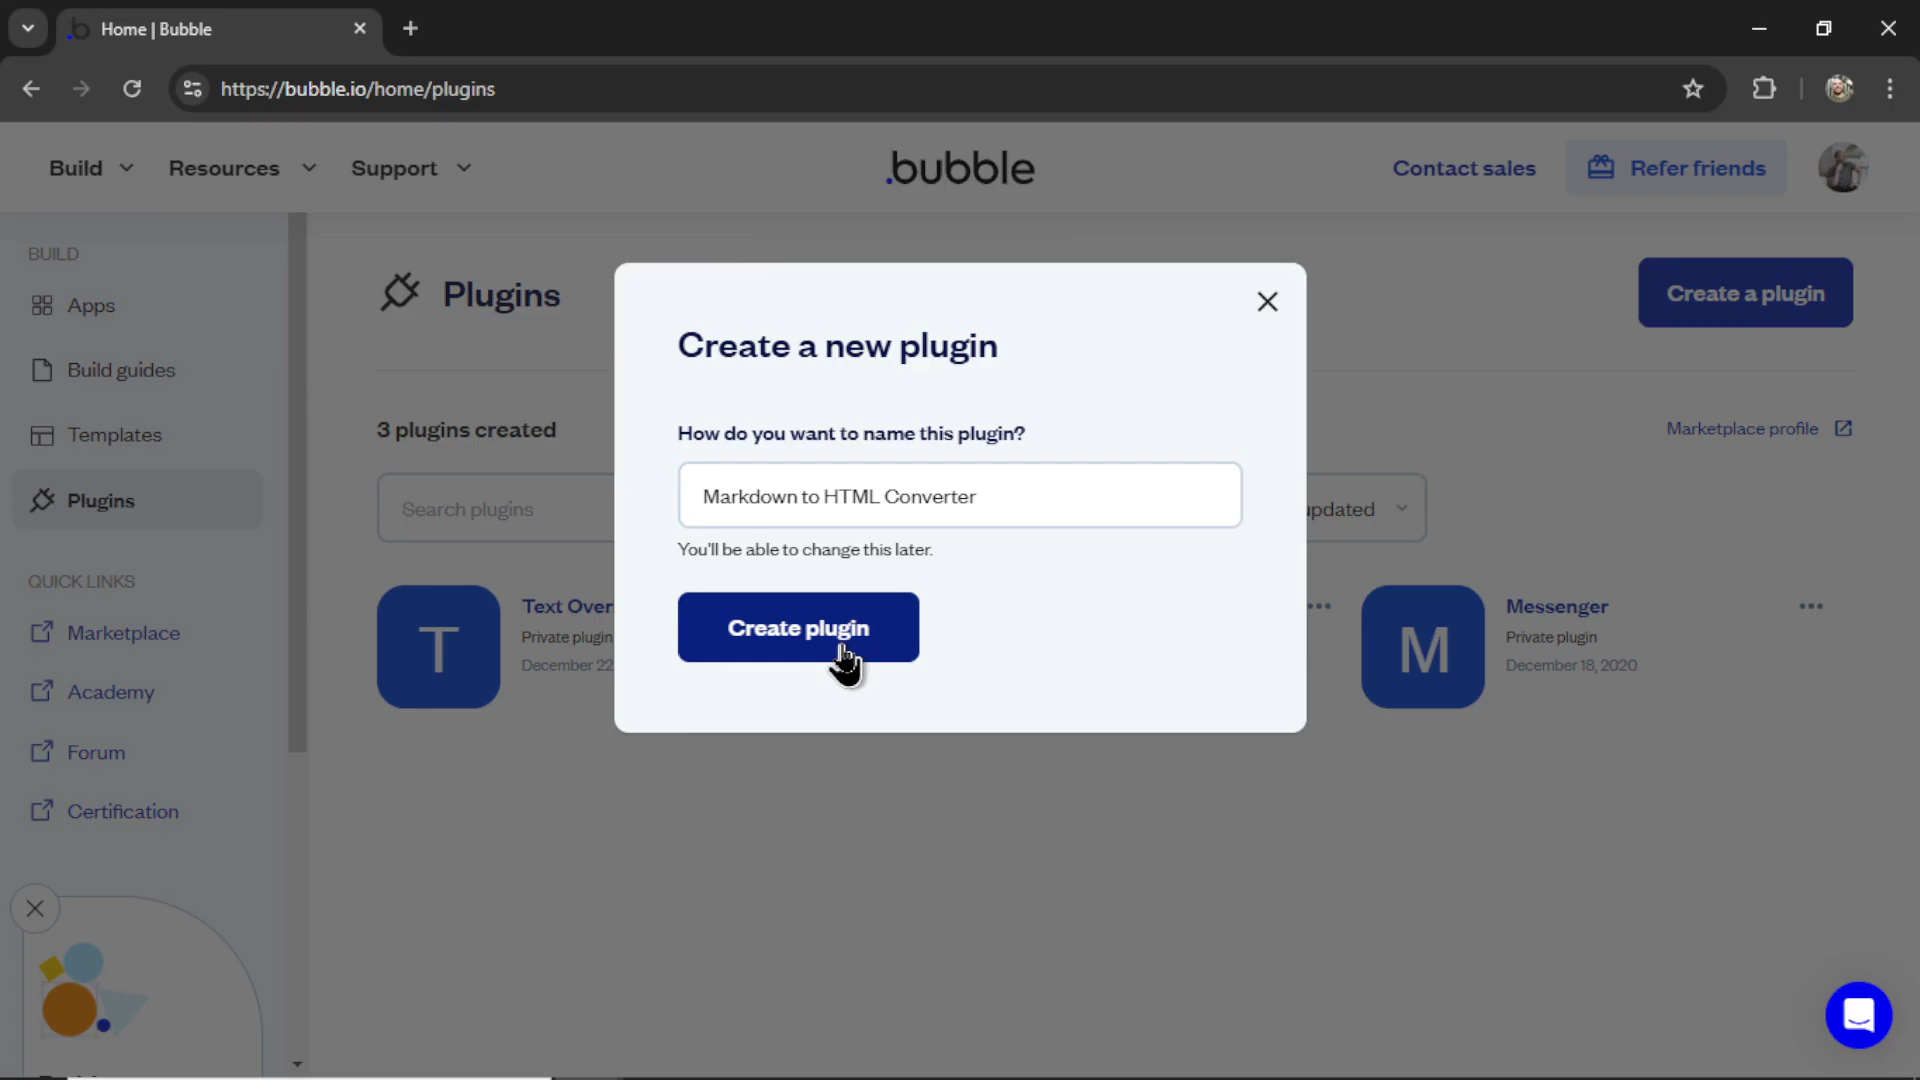 Home | Bubble
https://bubble.io/home/plugins
Build
Resources
Support
.bubble
Contact sales
Refer friends
BUILD
Apps
Build guides
Templates
Plugins
QUICK LINKS
Marketplace
Academy
Forum
Certification
Plugins
Create a plugin
3 plugins created
Marketplace profile
Search plugins
updated
T
Text Over
Private plugin
December 22
M
Messenger
Private plugin
December 18, 2020
Create a new plugin
How do you want to name this plugin?
Markdown to HTML Converter
You'll be able to change this later.
Create plugin